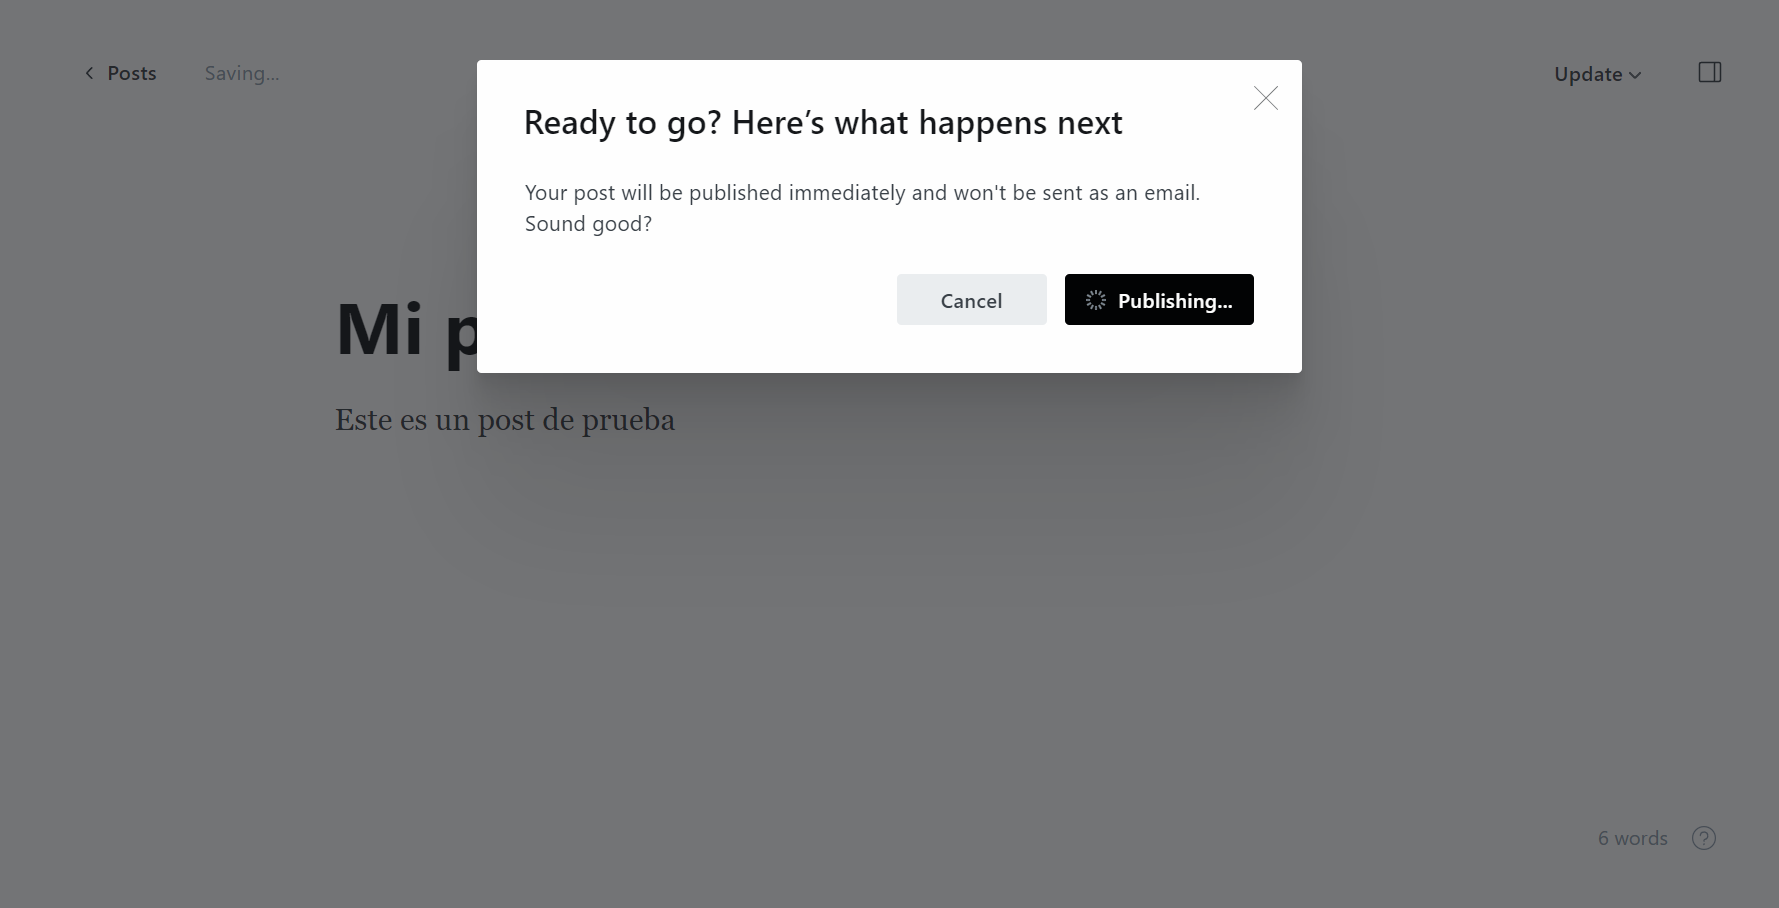 Posts
Saving...
Update
Ready to go? Here’s what happens next
Your post will be published immediately and won't be sent as an email.
Sound good?
Cancel
Publishing...
Mi
Este es un post de prueba
6 words
?